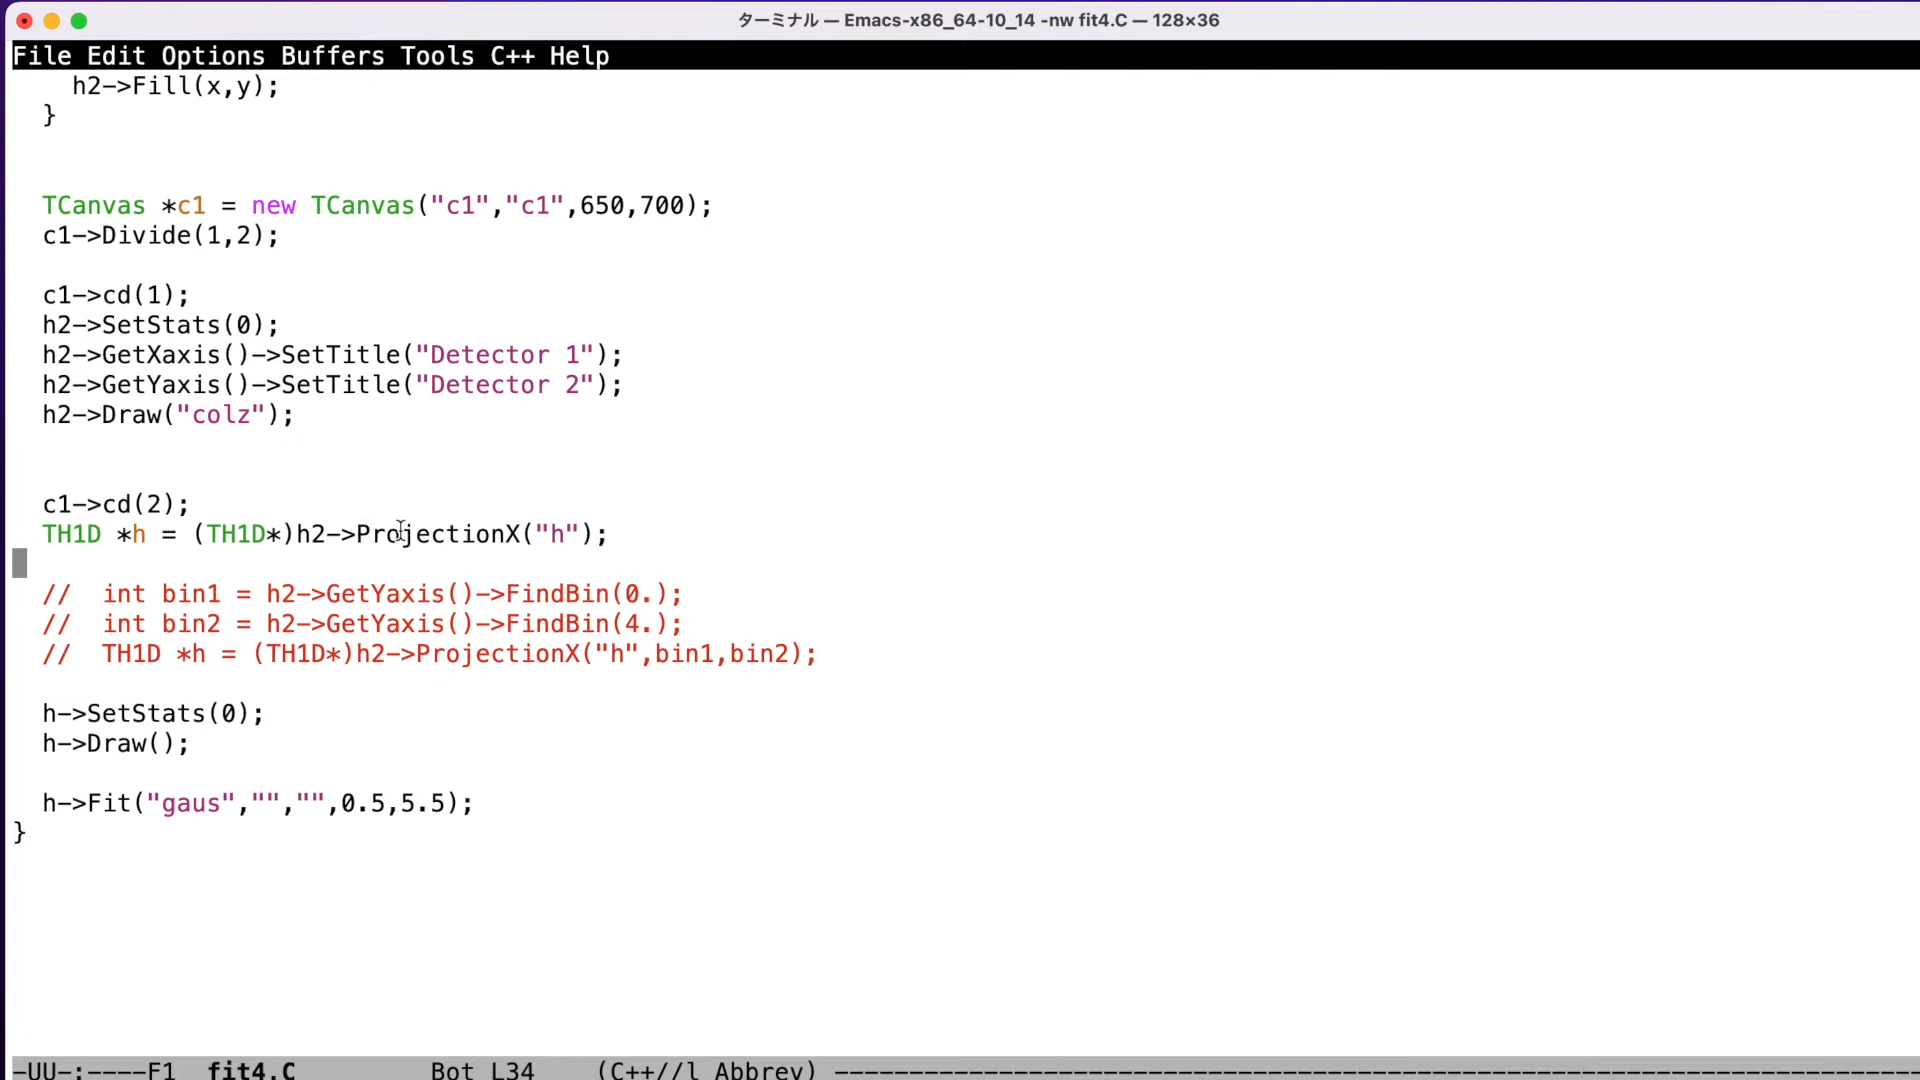 ターミナル — Emacs-x86_64-10_14 -nw fit4.C — 128×36
File Edit Options Buffers Tools C++ Help
h2->Fill(x,y);
}
TCanvas *c1 = new TCanvas("c1","c1",650,700);
c1->Divide(1,2);
c1->cd(1);
h2->SetStats(0);
h2->GetXaxis()->SetTitle("Detector 1");
h2->GetYaxis()->SetTitle("Detector 2");
h2->Draw("colz");
c1->cd(2);
TH1D *h = (TH1D*)h2->ProjectionX("h");
//  int bin1 = h2->GetYaxis()->FindBin(0.);
//  int bin2 = h2->GetYaxis()->FindBin(4.);
//  TH1D *h = (TH1D*)h2->ProjectionX("h",bin1,bin2);
h->SetStats(0);
h->Draw();
h->Fit("gaus","","",0.5,5.5);
}
-UU-:----F1  fit4.C         Bot L34    (C++//l Abbrev) -------------------------------------------------------------------------